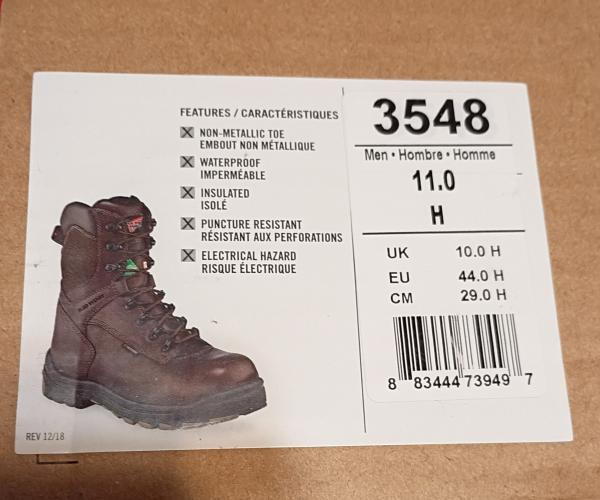 FEATURES / CARACTÉRISTIQUES
NON-METALLIC TOE
EMBOUT NON MÉTALLIQUE
WATERPROOF
IMPERMÉABLE
INSULATED
ISOLÉ
PUNCTURE RESISTANT
RÉSISTANT AUX PERFORATIONS
ELECTRICAL HAZARD
RISQUE ÉLECTRIQUE
REV 12/18
3548
Men • Hombre • Homme
11.0
H
UK 10.0 H
EU 44.0 H
CM 29.0 H
8 83444 73949 7